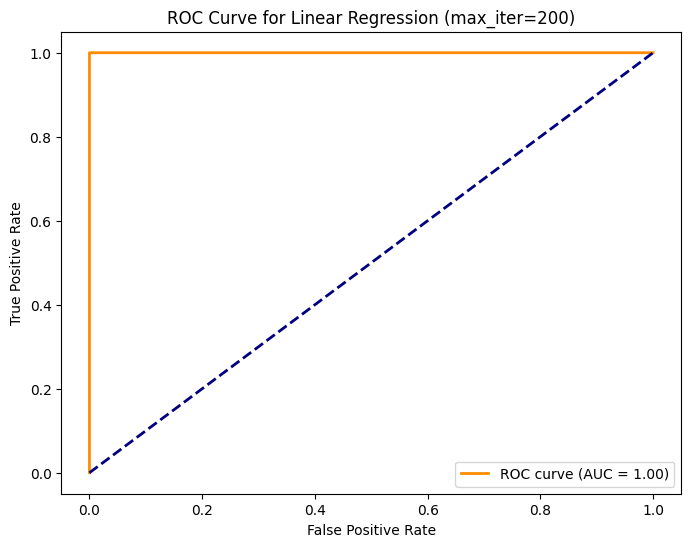 ROC Curve for Linear Regression (max_iter=200)
True Positive Rate
1.0
0.8
0.6
0.4
0.2
0.0
ROC curve (AUC = 1.00)
0.0 0.2 0.4 0.6 0.8 1.0
False Positive Rate